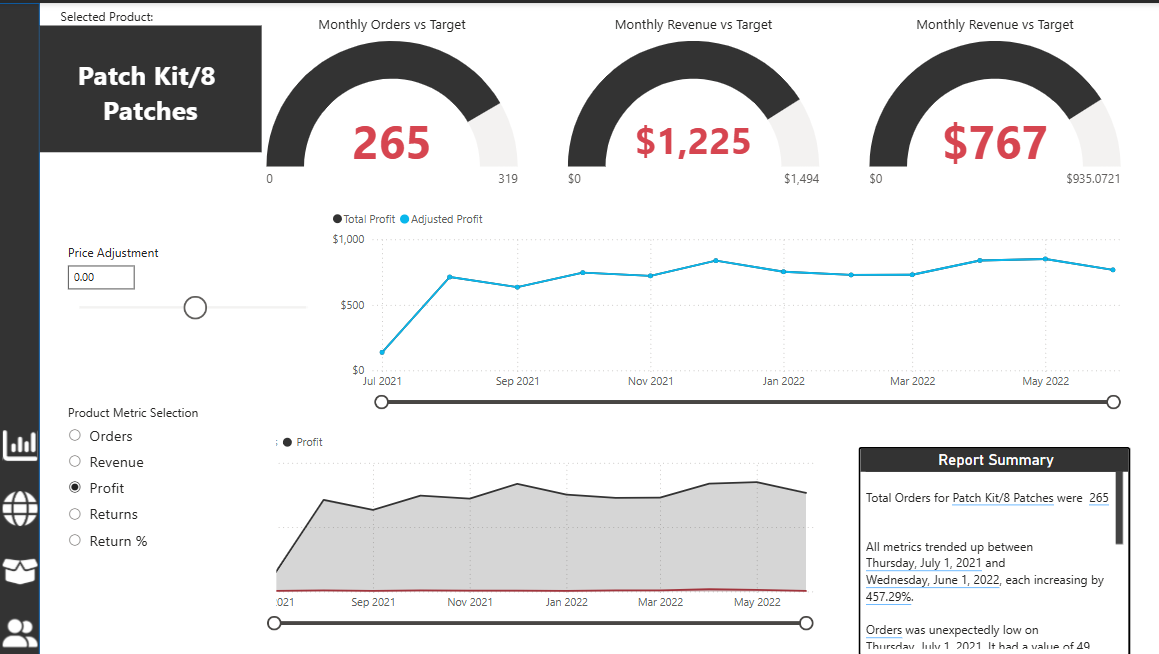 Selected Product:
Patch Kit/8
Patches
Monthly Orders vs Target
265
0
319
Monthly Revenue vs Target
$1,225
$0
$1,494
Monthly Revenue vs Target
$767
$0
$935.0721
Price Adjustment
0.00
Total Profit Adjusted Profit
$1,000
$500
$0
Jul 2021 Sep 2021 Nov 2021 Jan 2022 Mar 2022 May 2022
Product Metric Selection
Orders
Revenue
Profit
Returns
Return %
Profit
2021 Sep 2021 Nov 2021 Jan 2022 Mar 2022 May 2022
Report Summary
Total Orders for Patch Kit/8 Patches were 265
All metrics trended up between
Thursday, July 1, 2021 and
Wednesday, June 1, 2022, each increasing by
457.29%.
Orders was unexpectedly low on
Thursday, July 1, 2021. It had a value of 49